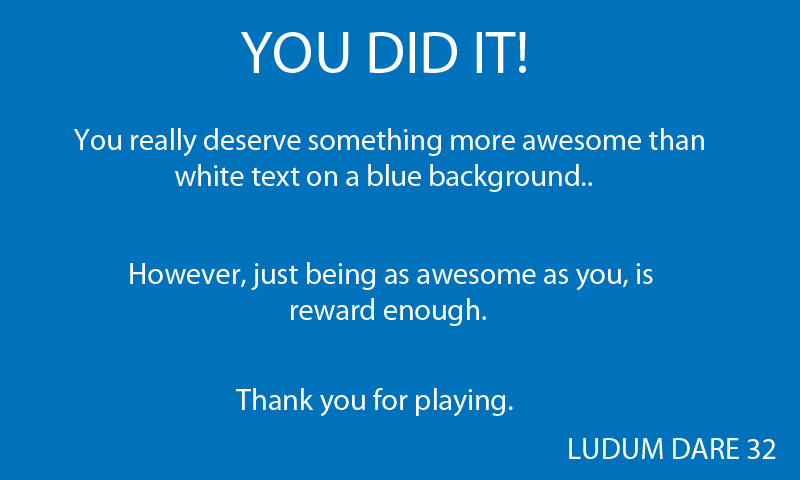 YOU DID IT!
You really deserve something more awesome than
white text on a blue background..
However, just being as awesome as you, is
reward enough.
Thank you for playing.
LUDUM DARE 32